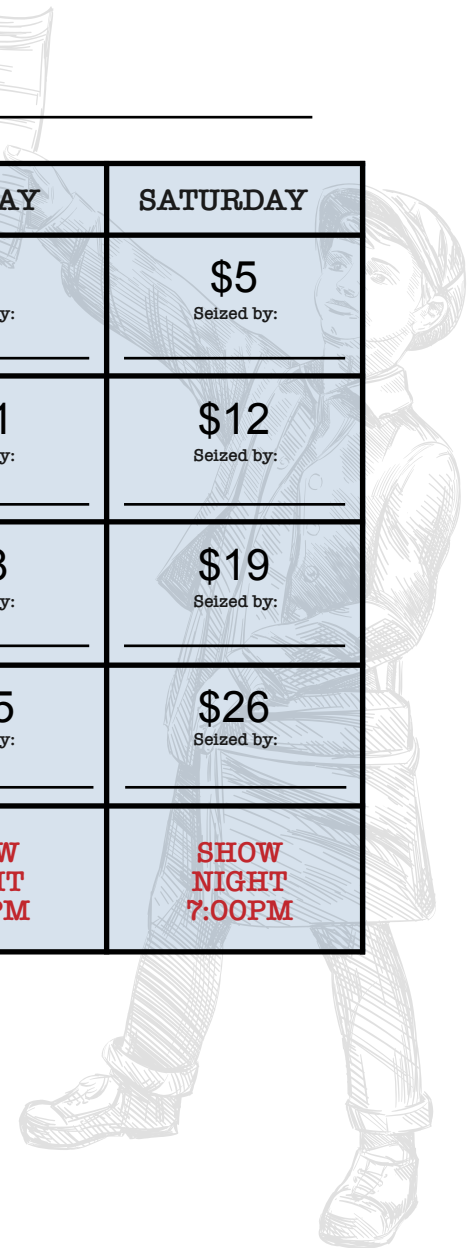 SATURDAY
$5
Seized by:
$12
Seized by:
$19
Seized by:
$26
Seized by:
SHOW
NIGHT
7:00PM